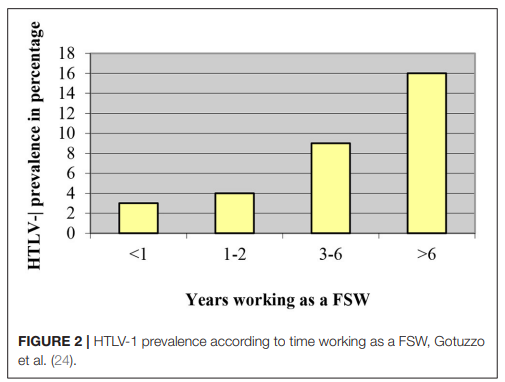 HTLV-| prevalence in percentage
18
16
14
12
10
8
6
4
2
0
<1 1-2 3-6 >6
Years working as a FSW
FIGURE 2 | HTLV-1 prevalence according to time working as a FSW, Gotuzzo
et al. (24).